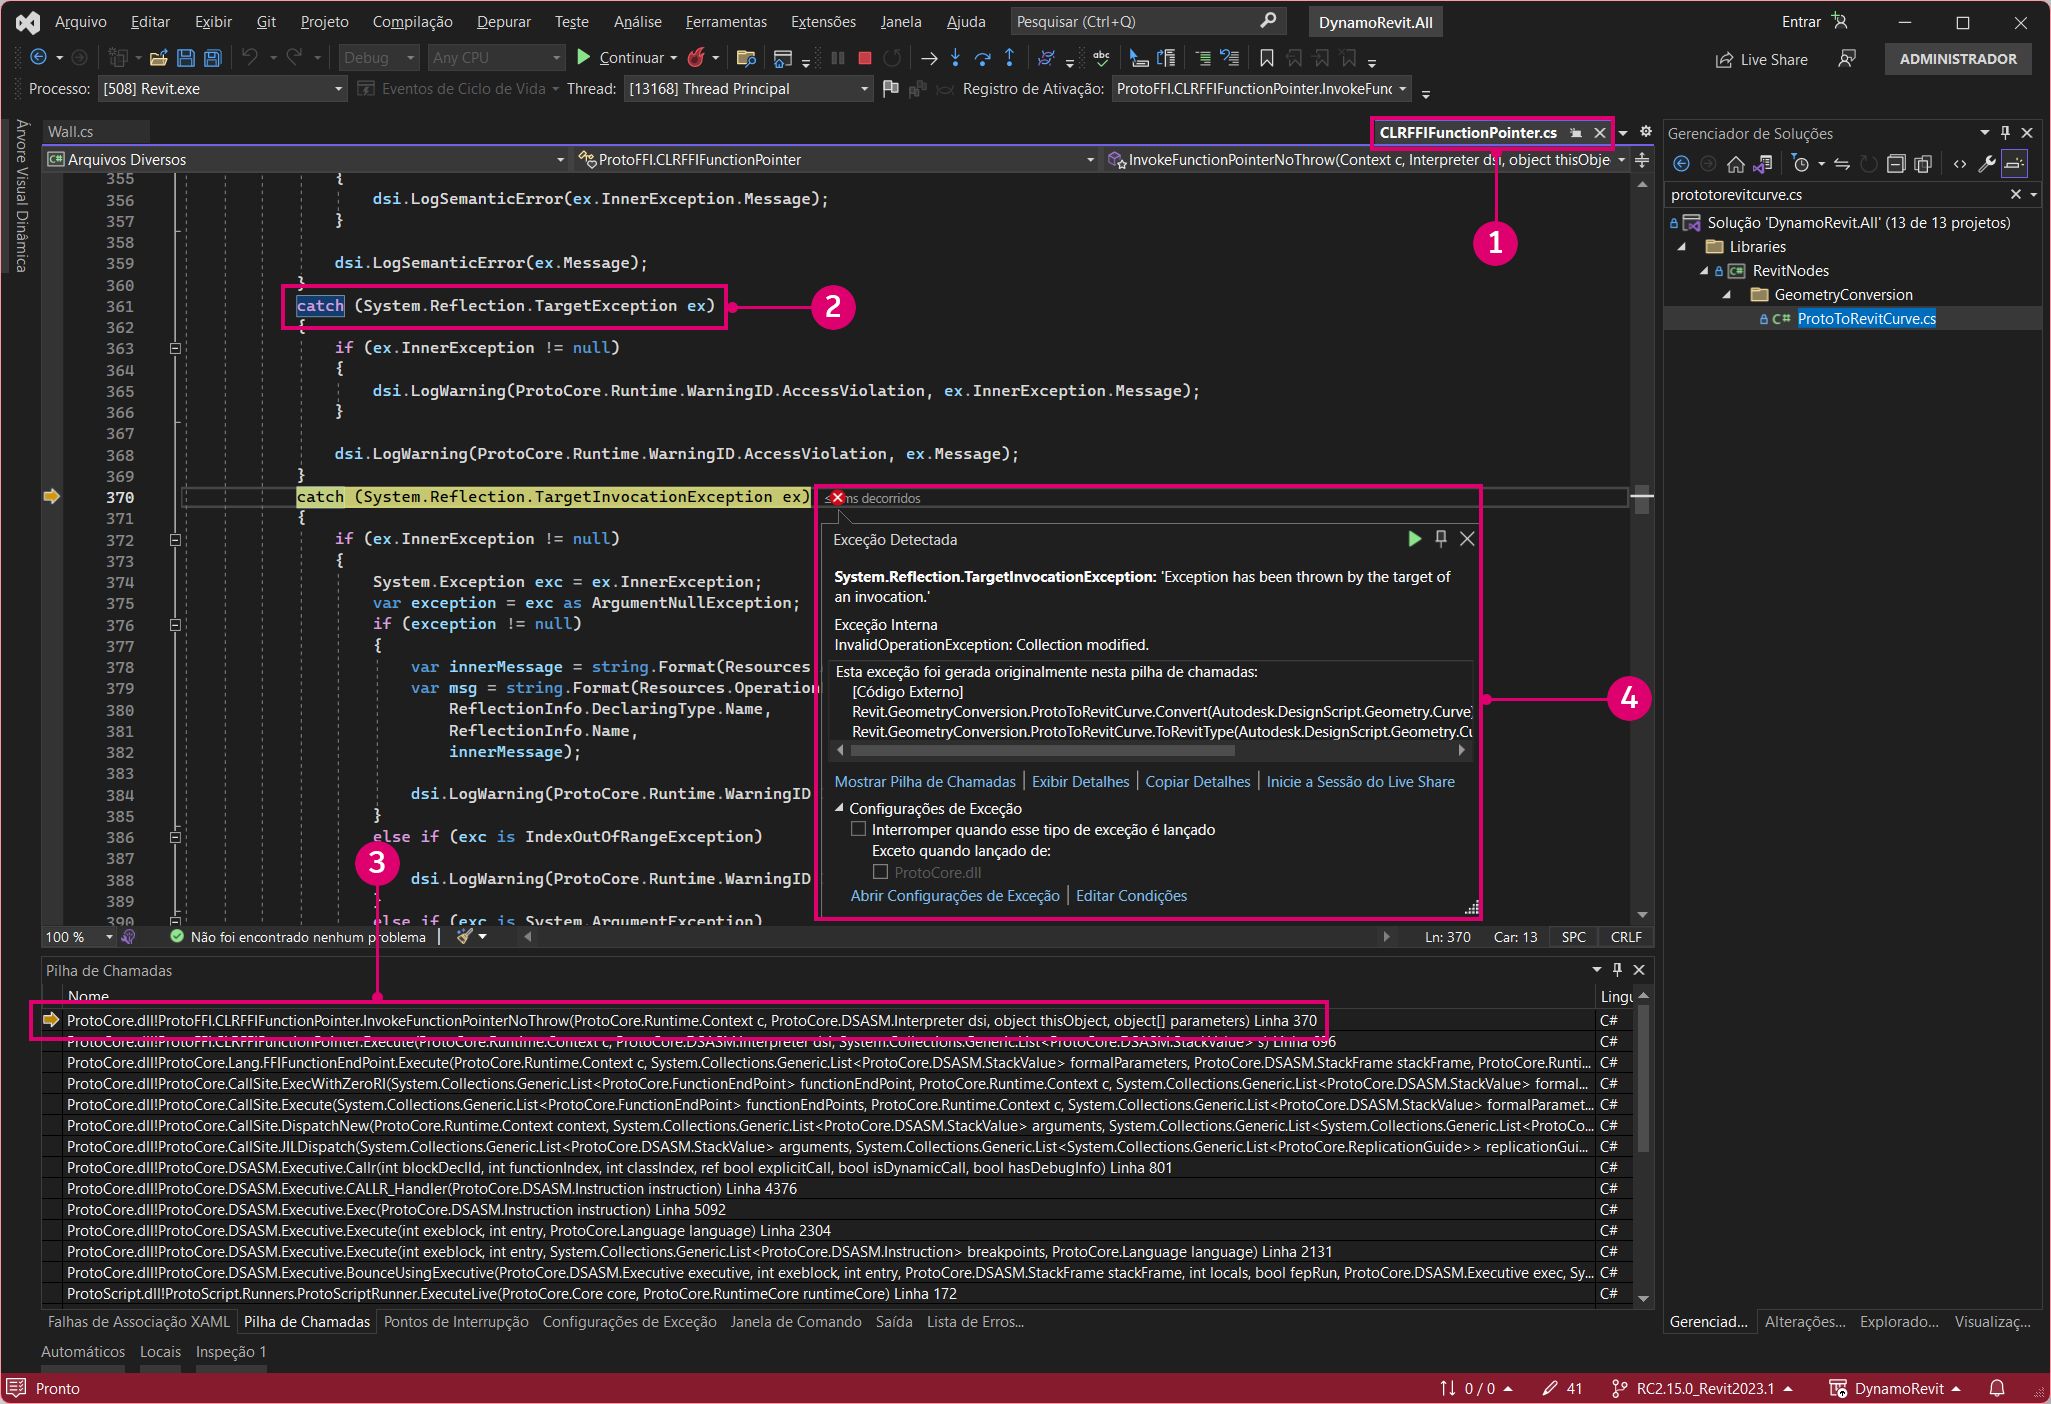 Arquivo Editar Exibir Git Projeto Compilação Depurar Teste Análise Ferramentas Extensões Janela Ajuda Pesquisar (Ctrl+Q) DynamoRevit.All Entrar
Debug Any CPU Continuar Live Share ADMINISTRADOR
Processo: [508] Revit.exe Eventos de Ciclo de Vida Thread: [13168] Thread Principal Registro de Ativação: ProtoFFI.CLRFFIFunctionPointer.InvokeFunc
Árvore Visual Dinâmica
Wall.cs CLRFFIFunctionPointer.cs
Arquivos Diversos ProtoFFI.CLRFFIFunctionPointer InvokeFunctionPointerNoThrow(Context c, Interpreter dsi, object thisObje
355 {
356 dsi.LogSemanticError(ex.InnerException.Message);
357 }
358
359 dsi.LogSemanticError(ex.Message);
360 }
361 catch (System.Reflection.TargetException ex)
362 {
363 if (ex.InnerException != null)
364 {
365 dsi.LogWarning(ProtoCore.Runtime.WarningID.AccessViolation, ex.InnerException.Message);
366 }
367
368 dsi.LogWarning(ProtoCore.Runtime.WarningID.AccessViolation, ex.Message);
369 }
370 catch (System.Reflection.TargetInvocationException ex) ms decorridos
371 {
372 if (ex.InnerException != null)
373 {
374 System.Exception exc = ex.InnerException;
375 var exception = exc as ArgumentNullException;
376 if (exception != null)
377 {
378 var innerMessage = string.Format(Resources
379 var msg = string.Format(Resources.Operation
380 ReflectionInfo.DeclaringType.Name,
381 ReflectionInfo.Name,
382 innerMessage);
383
384 dsi.LogWarning(ProtoCore.Runtime.WarningID
385 }
386 else if (exc is IndexOutOfRangeException)
387
388 dsi.LogWarning(ProtoCore.Runtime.WarningID
389 }
390 else if (exc is System.ArgumentException)
1
2
3
4
Exceção Detectada
System.Reflection.TargetInvocationException: 'Exception has been thrown by the target of
an invocation.'
Exceção Interna
InvalidOperationException: Collection modified.
Esta exceção foi gerada originalmente nesta pilha de chamadas:
[Código Externo]
Revit.GeometryConversion.ProtoToRevitCurve.Convert(Autodesk.DesignScript.Geometry.Curve)
Revit.GeometryConversion.ProtoToRevitCurve.ToRevitType(Autodesk.DesignScript.Geometry.Cu
Mostrar Pilha de Chamadas | Exibir Detalhes | Copiar Detalhes | Inicie a Sessão do Live Share
Configurações de Exceção
Interromper quando esse tipo de exceção é lançado
Exceto quando lançado de:
ProtoCore.dll
Abrir Configurações de Exceção | Editar Condições
100 % Não foi encontrado nenhum problema Ln: 370 Car: 13 SPC CRLF
Pilha de Chamadas
Nome Lingu
ProtoCore.dll!ProtoFFI.CLRFFIFunctionPointer.InvokeFunctionPointerNoThrow(ProtoCore.Runtime.Context c, ProtoCore.DSASM.Interpreter dsi, object thisObject, object[] parameters) Linha 370 C#
ProtoCore.dll!ProtoFFI.CLRFFIFunctionPointer.Execute(ProtoCore.Runtime.Context c, ProtoCore.DSASM.Interpreter dsi, System.Collections.Generic.List<ProtoCore.DSASM.StackValue> s) Linha 696 C#
ProtoCore.dll!ProtoCore.Lang.FFIFunctionEndPoint.Execute(ProtoCore.Runtime.Context c, System.Collections.Generic.List<ProtoCore.DSASM.StackValue> formalParameters, ProtoCore.DSASM.StackFrame stackFrame, ProtoCore.Runti... C#
ProtoCore.dll!ProtoCore.CallSite.ExecWithZeroRI(System.Collections.Generic.List<ProtoCore.FunctionEndPoint> functionEndPoint, ProtoCore.Runtime.Context c, System.Collections.Generic.List<ProtoCore.DSASM.StackValue> formal... C#
ProtoCore.dll!ProtoCore.CallSite.Execute(System.Collections.Generic.List<ProtoCore.FunctionEndPoint> functionEndPoints, ProtoCore.Runtime.Context c, System.Collections.Generic.List<ProtoCore.DSASM.StackValue> formalParamet... C#
ProtoCore.dll!ProtoCore.CallSite.DispatchNew(ProtoCore.Runtime.Context context, System.Collections.Generic.List<ProtoCore.DSASM.StackValue> arguments, System.Collections.Generic.List<System.Collections.Generic.List<ProtoCo... C#
ProtoCore.dll!ProtoCore.CallSite.JILDispatch(System.Collections.Generic.List<ProtoCore.DSASM.StackValue> arguments, System.Collections.Generic.List<System.Collections.Generic.List<ProtoCore.ReplicationGuide>> replicationGui... C#
ProtoCore.dll!ProtoCore.DSASM.Executive.Callr(int blockDeclId, int functionIndex, int classIndex, ref bool explicitCall, bool isDynamicCall, bool hasDebugInfo) Linha 801 C#
ProtoCore.dll!ProtoCore.DSASM.Executive.CALLR_Handler(ProtoCore.DSASM.Instruction instruction) Linha 4376 C#
ProtoCore.dll!ProtoCore.DSASM.Executive.Exec(ProtoCore.DSASM.Instruction instruction) Linha 5092 C#
ProtoCore.dll!ProtoCore.DSASM.Executive.Execute(int exeblock, int entry, ProtoCore.Language language) Linha 2304 C#
ProtoCore.dll!ProtoCore.DSASM.Executive.Execute(int exeblock, int entry, System.Collections.Generic.List<ProtoCore.DSASM.Instruction> breakpoints, ProtoCore.Language language) Linha 2131 C#
ProtoCore.dll!ProtoCore.DSASM.Executive.BounceUsingExecutive(ProtoCore.DSASM.Executive executive, int exeblock, int entry, ProtoCore.DSASM.StackFrame stackFrame, int locals, bool fepRun, ProtoCore.DSASM.Executive exec, Sy... C#
ProtoScript.dll!ProtoScript.Runners.ProtoScriptRunner.ExecuteLive(ProtoCore.Core core, ProtoCore.RuntimeCore runtimeCore) Linha 172 C#
Falhas de Associação XAML Pilha de Chamadas Pontos de Interrupção Configurações de Exceção Janela de Comando Saída Lista de Erros...
Automáticos Locais Inspeção 1
Gerenciador de Soluções
prototorevitcurve.cs
Solução 'DynamoRevit.All' (13 de 13 projetos)
Libraries
RevitNodes
GeometryConversion
ProtoToRevitCurve.cs
Gerenciad... Alterações... Explorado... Visualizaç...
Pronto 0 / 0 41 RC2.15.0_Revit2023.1 DynamoRevit